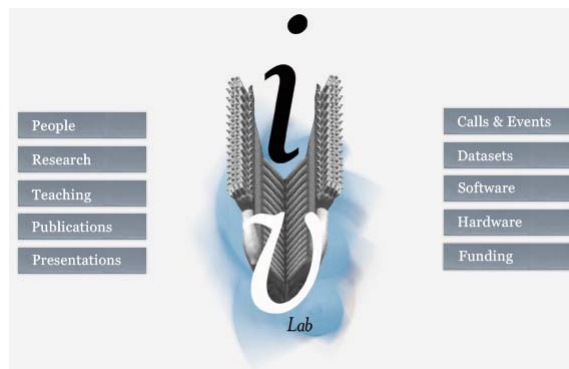 i
People
Research
Teaching
Publications
Presentations
v
Lab
Calls & Events
Datasets
Software
Hardware
Funding